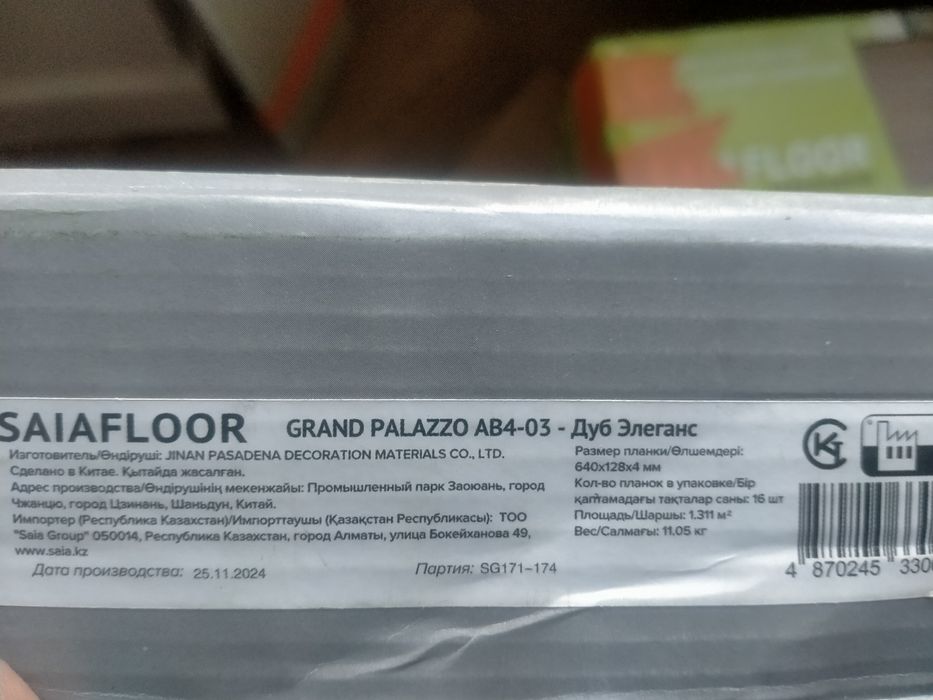 FLOOR
SAIAFLOOR
GRAND PALAZZO AB4-03 - Дуб Элеганс
Изготовитель/Өндіруші: JINAN PASADENA DECORATION MATERIALS CO., LTD.
Сделано в Китае. Қытайда жасалған.
Адрес производства/Өндірушінің мекенжайы: Промышленный парк Заоюань, город
Чжанцю, город Цзинань, Шаньдун, Китай.
Импортер (Республика Казахстан)/Импорттаушы (Қазақстан Республикасы): ТОО
"Saia Group" 050014, Республика Казахстан, город Алматы, улица Бокейханова 49,
www.saia.kz
Дата производства: 25.11.2024
Партия: SG171-174
Размер планки/Өлшемдері:
640х128х4 мм
Кол-во планок в упаковке/Бір
қаптамадағы тақталар саны: 16 шт
Площадь/Шаршы: 1.311 м²
Вес/Салмағы: 11.05 кг
4 870245 330